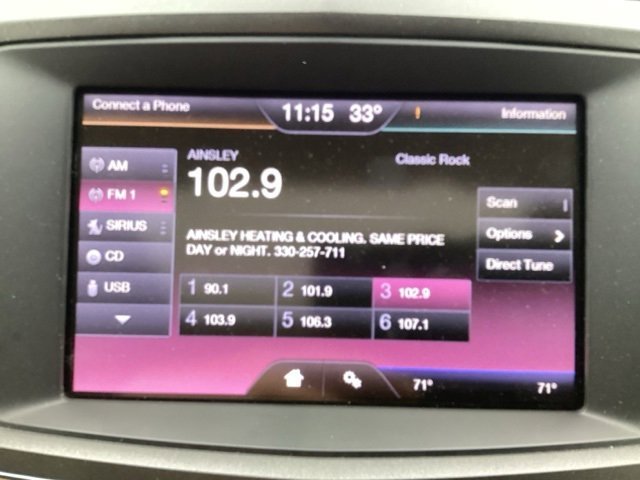 Connect a Phone
11:15 33°
Information
AM
FM 1
SIRIUS
CD
USB
AINSLEY
Classic Rock
102.9
AINSLEY HEATING & COOLING. SAME PRICE
DAY or NIGHT. 330-257-711
1 90.1 2 101.9 3 102.9
4 103.9 5 106.3 6 107.1
Scan
Options
Direct Tune
71° 71°